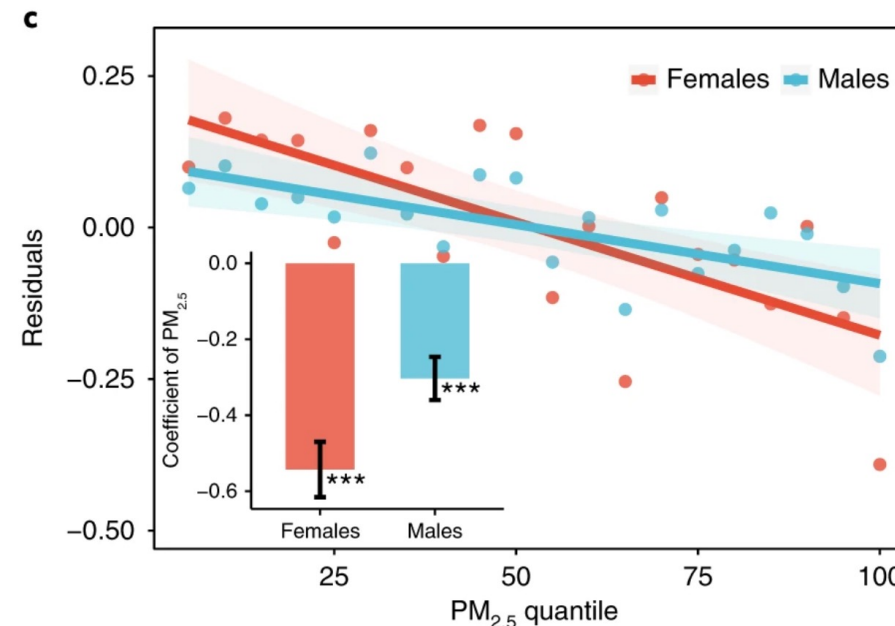 c
0.25
0.00
−0.25
−0.50
Residuals
Females Males
0.0
−0.2
−0.4
−0.6
Coefficient of PM2.5
***
***
Females Males
25 50 75 100
PM2.5 quantile